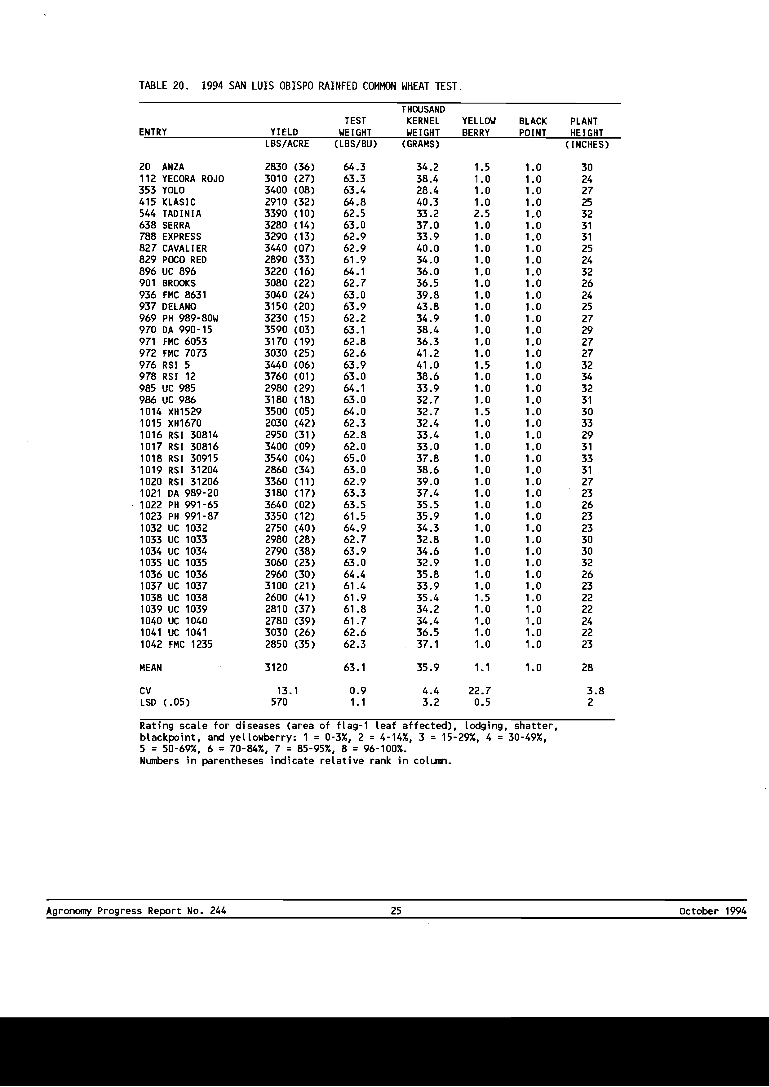 TABLE 20. 1994 SAN LUIS OBISPO RAINFED COMMON WHEAT TEST.
THOUSAND
TEST KERNEL YELLOW BLACK PLANT
ENTRY YIELD WEIGHT WEIGHT BERRY POINT HEIGHT
LBS/ACRE (LBS/BU) (GRAMS) (INCHES)
20 ANZA 2830 (36) 64.3 34.2 1.5 1.0 30
112 YECORA ROJO 3010 (27) 63.3 38.4 1.0 1.0 24
353 YOLO 3400 (08) 63.4 28.4 1.0 1.0 27
415 KLASIC 2910 (32) 64.8 40.3 1.0 1.0 25
544 TADINIA 3390 (10) 62.5 33.2 2.5 1.0 32
638 SERRA 3280 (14) 63.0 37.0 1.0 1.0 31
788 EXPRESS 3290 (13) 62.9 33.9 1.0 1.0 31
827 CAVALIER 3440 (07) 62.9 40.0 1.0 1.0 25
829 POCO RED 2890 (33) 61.9 34.0 1.0 1.0 24
896 UC 896 3220 (16) 64.1 36.0 1.0 1.0 32
901 BROOKS 3080 (22) 62.7 36.5 1.0 1.0 26
936 FMC 8631 3040 (24) 63.0 39.8 1.0 1.0 24
937 DELANO 3150 (20) 63.9 43.8 1.0 1.0 25
969 PH 989-80W 3230 (15) 62.2 34.9 1.0 1.0 27
970 DA 990-15 3590 (03) 63.1 38.4 1.0 1.0 29
971 FMC 6053 3170 (19) 62.8 36.3 1.0 1.0 27
972 FMC 7073 3030 (25) 62.6 41.2 1.0 1.0 27
976 RSI 5 3440 (06) 63.9 41.0 1.5 1.0 32
978 RSI 12 3760 (01) 63.0 38.6 1.0 1.0 34
985 UC 985 2980 (29) 64.1 33.9 1.0 1.0 32
986 UC 986 3180 (18) 63.0 32.7 1.0 1.0 31
1014 XH1529 3500 (05) 64.0 32.7 1.5 1.0 30
1015 XH1670 2030 (42) 62.3 32.4 1.0 1.0 33
1016 RSI 30814 2950 (31) 62.8 33.4 1.0 1.0 29
1017 RSI 30816 3400 (09) 62.0 33.0 1.0 1.0 31
1018 RSI 30915 3540 (04) 65.0 37.8 1.0 1.0 33
1019 RSI 31204 2860 (34) 63.0 38.6 1.0 1.0 31
1020 RSI 31206 3360 (11) 62.9 39.0 1.0 1.0 27
1021 DA 989-20 3180 (17) 63.3 37.4 1.0 1.0 23
1022 PH 991-65 3640 (02) 63.5 35.5 1.0 1.0 26
1023 PH 991-87 3350 (12) 61.5 35.9 1.0 1.0 23
1032 UC 1032 2750 (40) 64.9 34.3 1.0 1.0 23
1033 UC 1033 2980 (28) 62.7 32.8 1.0 1.0 30
1034 UC 1034 2790 (38) 63.9 34.6 1.0 1.0 30
1035 UC 1035 3060 (23) 63.0 32.9 1.0 1.0 32
1036 UC 1036 2960 (30) 64.4 35.8 1.0 1.0 26
1037 UC 1037 3100 (21) 61.4 33.9 1.0 1.0 23
1038 UC 1038 2600 (41) 61.9 35.4 1.5 1.0 22
1039 UC 1039 2810 (37) 61.8 34.2 1.0 1.0 22
1040 UC 1040 2780 (39) 61.7 34.4 1.0 1.0 24
1041 UC 1041 3030 (26) 62.6 36.5 1.0 1.0 22
1042 FMC 1235 2850 (35) 62.3 37.1 1.0 1.0 23
MEAN 3120 63.1 35.9 1.1 1.0 28
CV 13.1 0.9 4.4 22.7 3.8
LSD (.05) 570 1.1 3.2 0.5 2
Rating scale for diseases (area of flag-1 leaf affected), lodging, shatter,
blackpoint, and yellowberry: 1 = 0-3%, 2 = 4-14%, 3 = 15-29%, 4 = 30-49%,
5 = 50-69%, 6 = 70-84%, 7 = 85-95%, 8 = 96-100%.
Numbers in parentheses indicate relative rank in column.
Agronomy Progress Report No. 244 25 October 1994